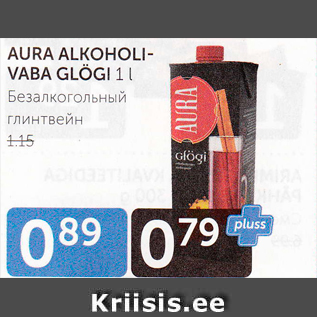 AURA ALKOHOLI-
VABA GLÖGI 1 l
Безалкогольный
глинтвейн
1.15
AURA
glögi
0 89
0 79
pluss
Kriisis.ee